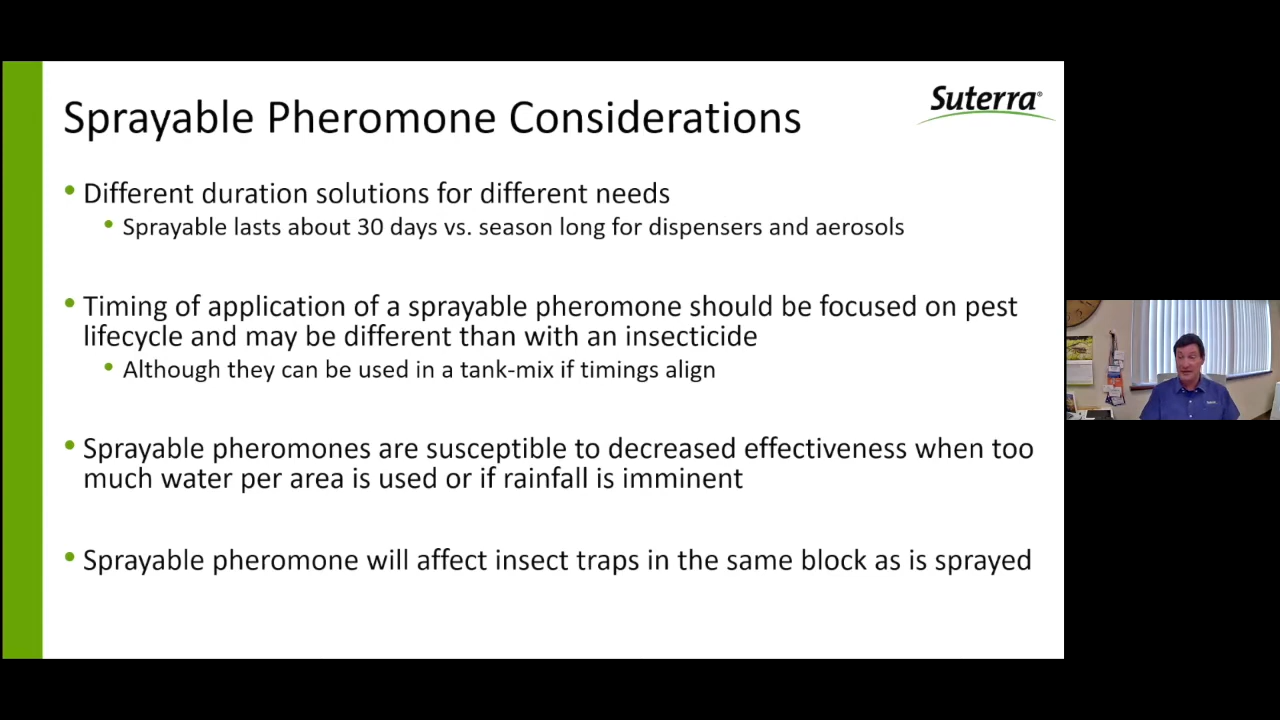 Suterra®
Sprayable Pheromone Considerations
• Different duration solutions for different needs
• Sprayable lasts about 30 days vs. season long for dispensers and aerosols
• Timing of application of a sprayable pheromone should be focused on pest
lifecycle and may be different than with an insecticide
• Although they can be used in a tank-mix if timings align
• Sprayable pheromones are susceptible to decreased effectiveness when too
much water per area is used or if rainfall is imminent
• Sprayable pheromone will affect insect traps in the same block as is sprayed